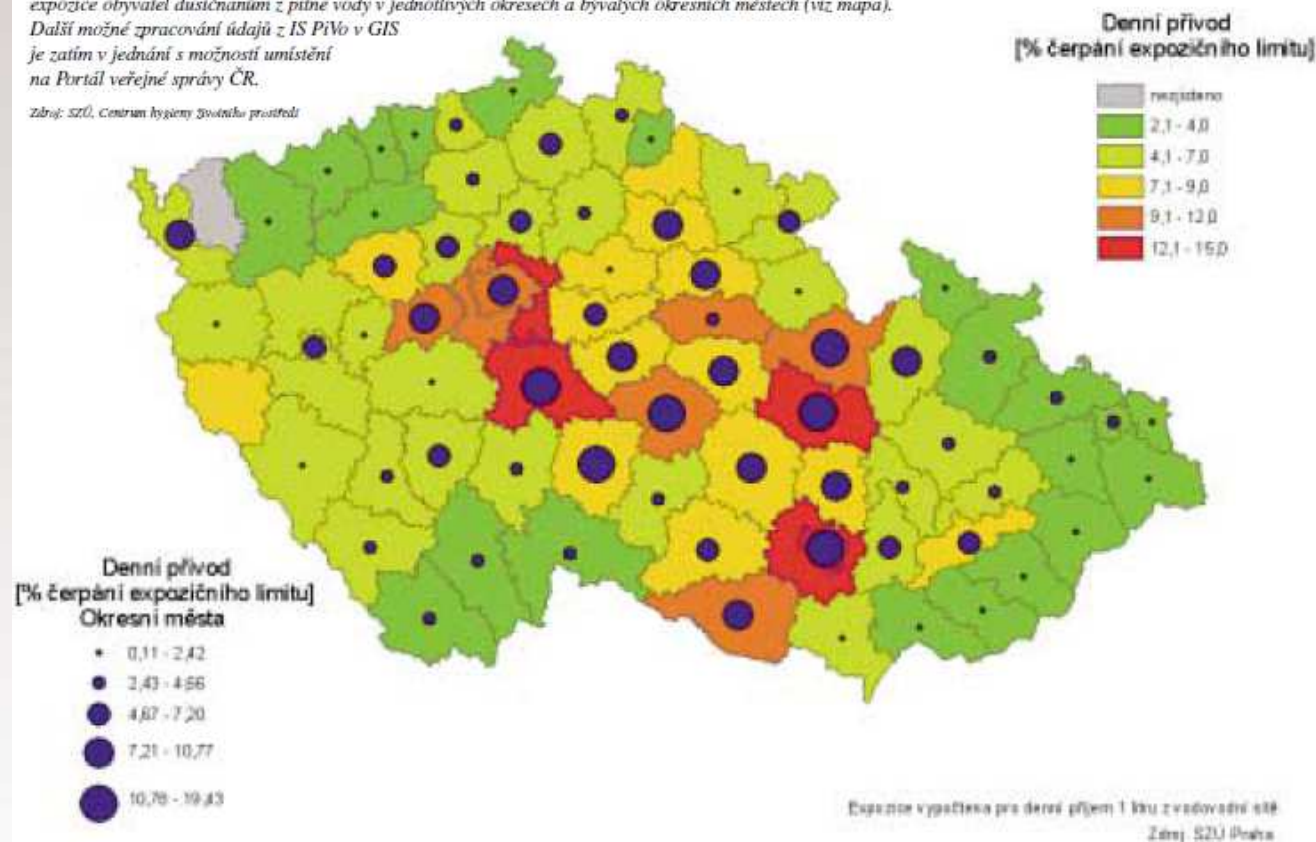 expozice obyvatel dusičnanům z pitné vody v jednotlivých okresech a bývalých okresních městech (viz mapa).
Další možné zpracování údajů z IS PiVo v GIS
je zatím v jednání s možností umístění
na Portál veřejné správy ČR.
Zdroj: SZÚ, Centrum hygieny životního prostředí
Denní přívod
[% čerpání expozičního limitu]
nezjisteno
2,1 - 4,0
4,1 - 7,0
7,1 - 9,0
9,1 - 12,0
12,1 - 15,0
Denní přívod
[% čerpání expozičního limitu]
Okresní města
0,11 - 2,42
2,43 - 4,66
4,67 - 7,20
7,21 - 10,77
10,78 - 19,43
Expozice vypočtena pro denní příjem 1 litru z vodovodní sítě
Zdroj: SZÚ Praha